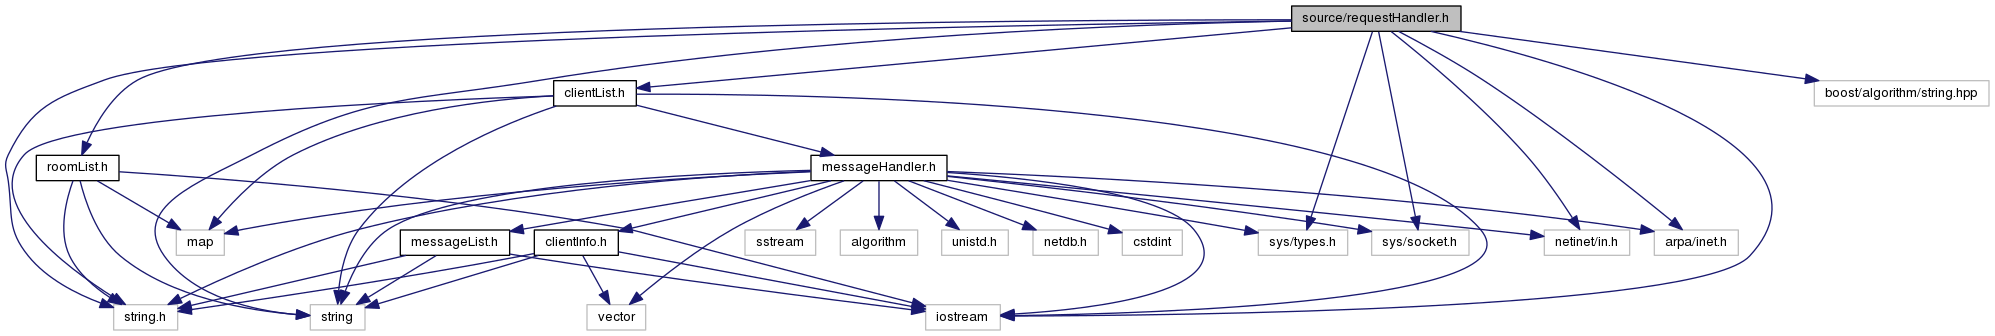 source/requestHandler.h
clientList.h
boost/algorithm/string.hpp
roomList.h
messageHandler.h
map
messageList.h
clientInfo.h
sstream
algorithm
unistd.h
netdb.h
cstdint
sys/types.h
sys/socket.h
netinet/in.h
arpa/inet.h
string.h
string
vector
iostream